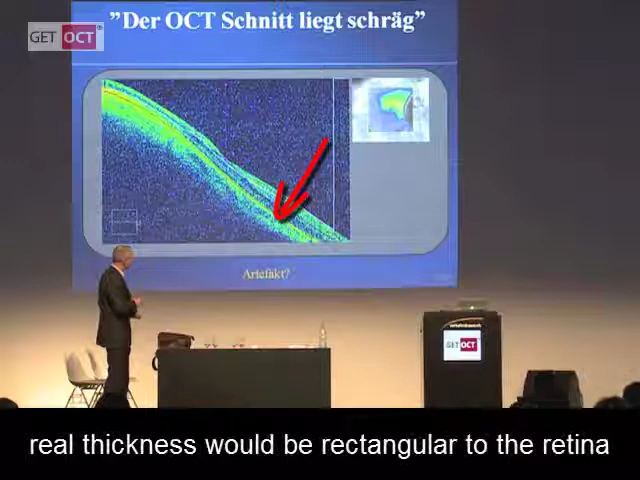 "Der OCT Schnitt liegt schräg"
GET OCT
Artefakt?
GET OCT
real thickness would be rectangular to the retina